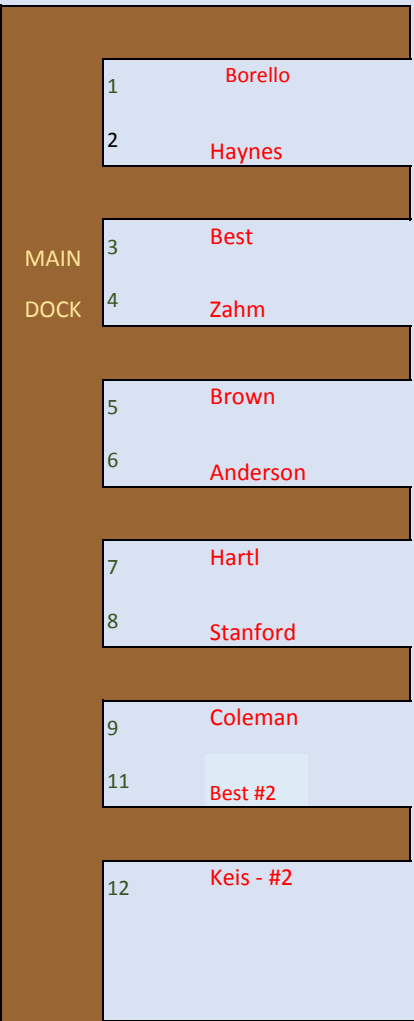 1 Borello
2 Haynes
3 Best
MAIN
4 Zahm
DOCK
5 Brown
6 Anderson
7 Hartl
8 Stanford
9 Coleman
11 Best #2
12 Keis - #2